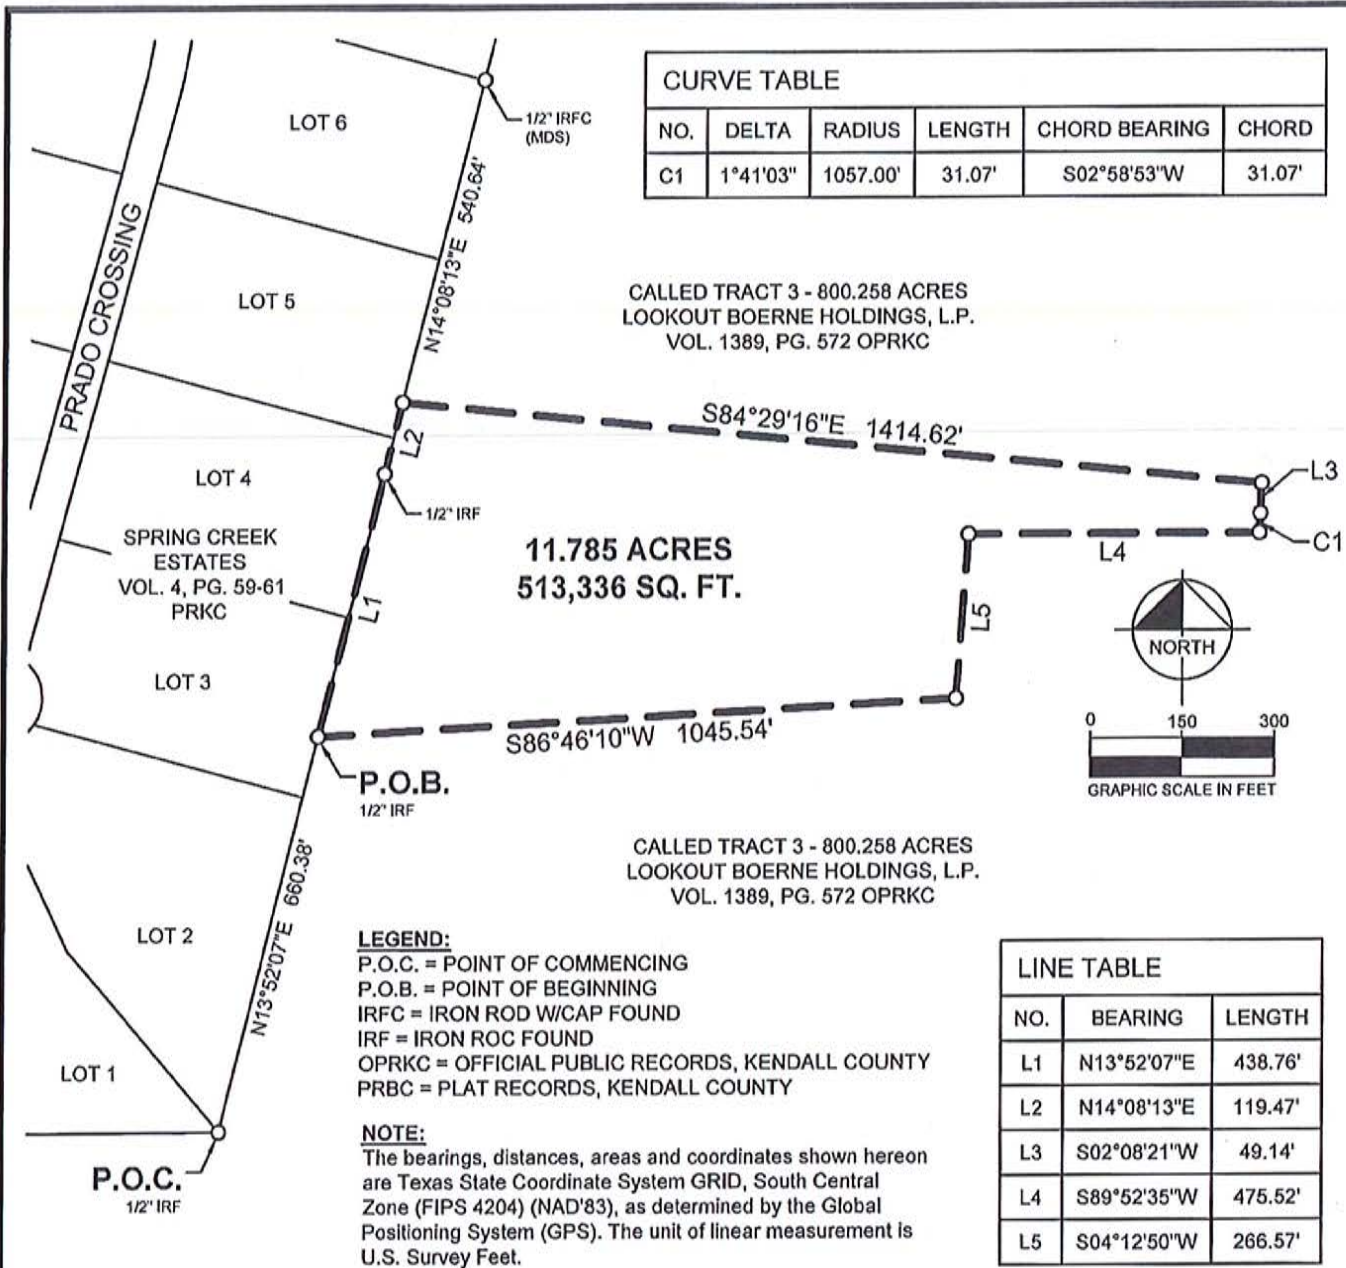 CURVE TABLE
NO. DELTA RADIUS LENGTH CHORD BEARING CHORD
C1 1°41'03" 1057.00' 31.07' S02°58'53"W 31.07'
LOT 6
1/2" IRFC
(MDS)
N14°08'13"E 540.64'
PRADO CROSSING
LOT 5
CALLED TRACT 3 - 800.258 ACRES
LOOKOUT BOERNE HOLDINGS, L.P.
VOL. 1389, PG. 572 OPRKC
S84°29'16"E 1414.62'
L2
L3
LOT 4
1/2" IRF
SPRING CREEK
ESTATES
VOL. 4, PG. 59-61
PRKC
11.785 ACRES
513,336 SQ. FT.
L4
C1
L1
L5
NORTH
LOT 3
S86°46'10"W 1045.54'
0 150 300
GRAPHIC SCALE IN FEET
P.O.B.
1/2" IRF
CALLED TRACT 3 - 800.258 ACRES
LOOKOUT BOERNE HOLDINGS, L.P.
VOL. 1389, PG. 572 OPRKC
N13°52'07"E 660.38'
LOT 2
LOT 1
P.O.C.
1/2" IRF
LEGEND:
P.O.C. = POINT OF COMMENCING
P.O.B. = POINT OF BEGINNING
IRFC = IRON ROD W/CAP FOUND
IRF = IRON ROC FOUND
OPRKC = OFFICIAL PUBLIC RECORDS, KENDALL COUNTY
PRBC = PLAT RECORDS, KENDALL COUNTY
NOTE:
The bearings, distances, areas and coordinates shown hereon
are Texas State Coordinate System GRID, South Central
Zone (FIPS 4204) (NAD'83), as determined by the Global
Positioning System (GPS). The unit of linear measurement is
U.S. Survey Feet.
LINE TABLE
NO. BEARING LENGTH
L1 N13°52'07"E 438.76'
L2 N14°08'13"E 119.47'
L3 S02°08'21"W 49.14'
L4 S89°52'35"W 475.52'
L5 S04°12'50"W 266.57'